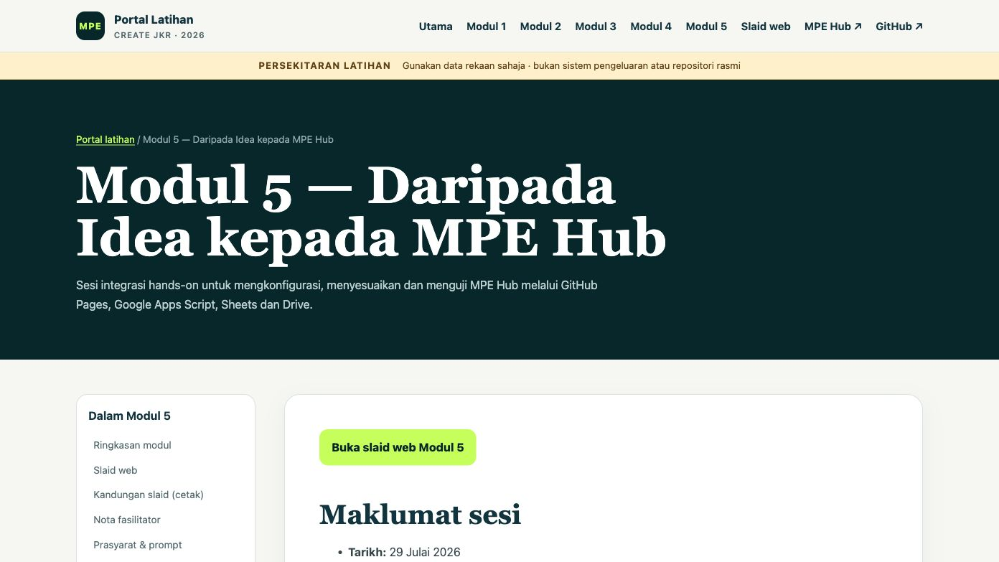 MPE
Portal Latihan
CREATE JKR · 2026
Utama
Modul 1
Modul 2
Modul 3
Modul 4
Modul 5
Slaid web
MPE Hub ↗
GitHub ↗
PERSEKITARAN LATIHAN Gunakan data rekaan sahaja · bukan sistem pengeluaran atau repositori rasmi
Portal latihan / Modul 5 — Daripada Idea kepada MPE Hub
Modul 5 — Daripada
Idea kepada MPE Hub
Sesi integrasi hands-on untuk mengkonfigurasi, menyesuaikan dan menguji MPE Hub melalui GitHub
Pages, Google Apps Script, Sheets dan Drive.
Dalam Modul 5
Ringkasan modul
Slaid web
Kandungan slaid (cetak)
Nota fasilitator
Prasyarat & prompt
Buka slaid web Modul 5
Maklumat sesi
• Tarikh: 29 Julai 2026